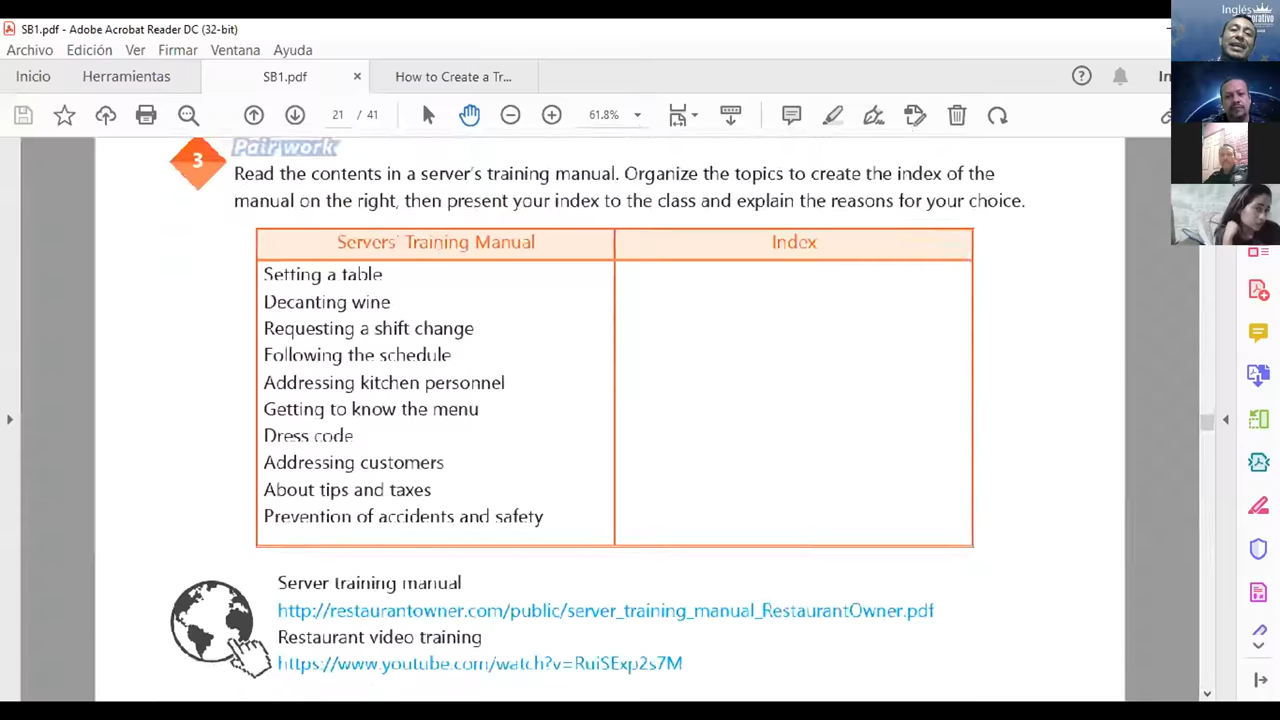 SB1.pdf - Adobe Acrobat Reader DC (32-bit)
Archivo Edición Ver Firmar Ventana Ayuda
Inicio Herramientas SB1.pdf × How to Create a Tr...
21 / 41 61.8%
Inglés
3 Pair work
Read the contents in a server's training manual. Organize the topics to create the index of the
manual on the right, then present your index to the class and explain the reasons for your choice.
Servers' Training Manual Index
Setting a table
Decanting wine
Requesting a shift change
Following the schedule
Addressing kitchen personnel
Getting to know the menu
Dress code
Addressing customers
About tips and taxes
Prevention of accidents and safety
Server training manual
http://restaurantowner.com/public/server_training_manual_RestaurantOwner.pdf
Restaurant video training
https://www.youtube.com/watch?v=RuiSExp2s7M